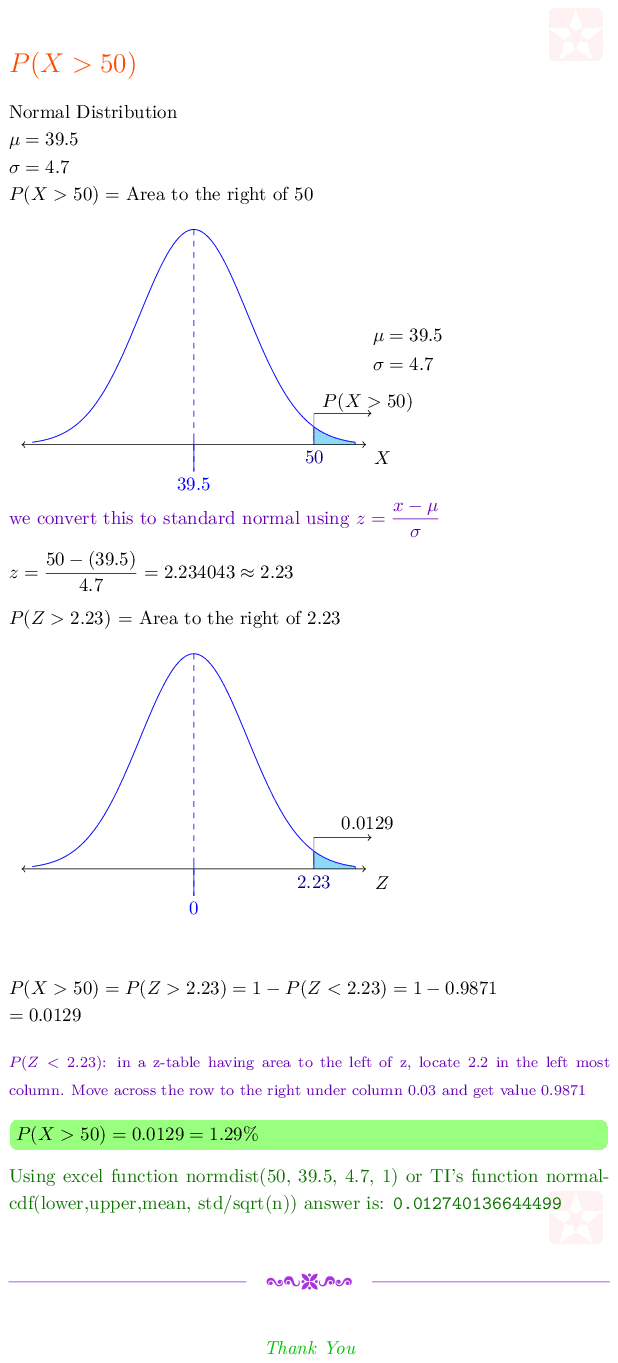 P(X > 50)
Normal Distribution
μ = 39.5
σ = 4.7
P(X > 50) = Area to the right of 50
μ = 39.5
σ = 4.7
P(X > 50)
50
X
39.5
we convert this to standard normal using z = (x − μ)/σ
z = (50 − (39.5))/4.7 = 2.234043 ≈ 2.23
P(Z > 2.23) = Area to the right of 2.23
0.0129
2.23
Z
0
P(X > 50) = P(Z > 2.23) = 1 − P(Z < 2.23) = 1 − 0.9871
= 0.0129
P(Z < 2.23): in a z-table having area to the left of z, locate 2.2 in the left most
column. Move across the row to the right under column 0.03 and get value 0.9871
P(X > 50) = 0.0129 = 1.29%
Using excel function normdist(50, 39.5, 4.7, 1) or TI's function normal-
cdf(lower,upper,mean, std/sqrt(n)) answer is: 0.012740136644499
Thank You